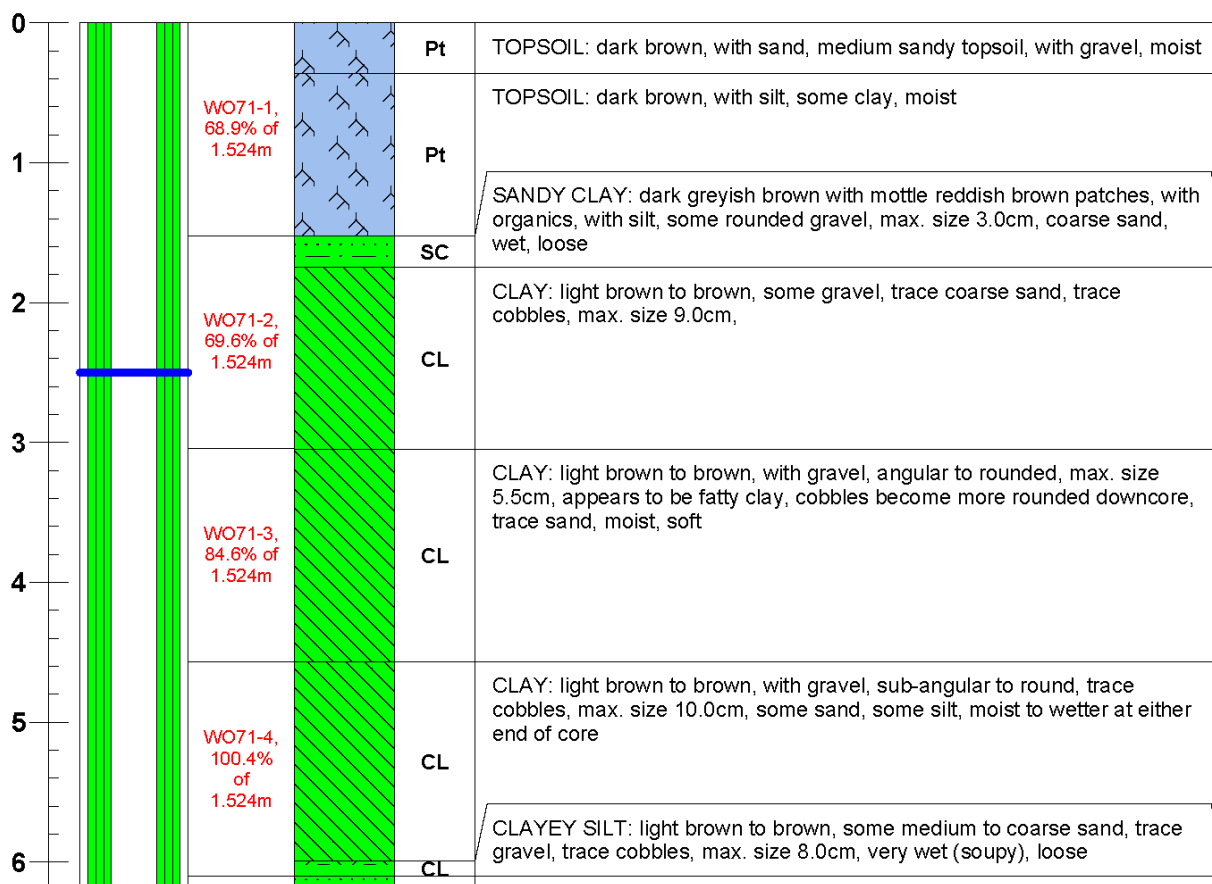 0
1
2
3
4
5
6
WO71-1,
68.9% of
1.524m
WO71-2,
69.6% of
1.524m
WO71-3,
84.6% of
1.524m
WO71-4,
100.4%
of
1.524m
Pt
TOPSOIL: dark brown, with sand, medium sandy topsoil, with gravel, moist
Pt
TOPSOIL: dark brown, with silt, some clay, moist
SC
SANDY CLAY: dark greyish brown with mottle reddish brown patches, with
organics, with silt, some rounded gravel, max. size 3.0cm, coarse sand,
wet, loose
CL
CLAY: light brown to brown, some gravel, trace coarse sand, trace
cobbles, max. size 9.0cm,
CL
CLAY: light brown to brown, with gravel, angular to rounded, max. size
5.5cm, appears to be fatty clay, cobbles become more rounded downcore,
trace sand, moist, soft
CL
CLAY: light brown to brown, with gravel, sub-angular to round, trace
cobbles, max. size 10.0cm, some sand, some silt, moist to wetter at either
end of core
CL
CLAYEY SILT: light brown to brown, some medium to coarse sand, trace
gravel, trace cobbles, max. size 8.0cm, very wet (soupy), loose